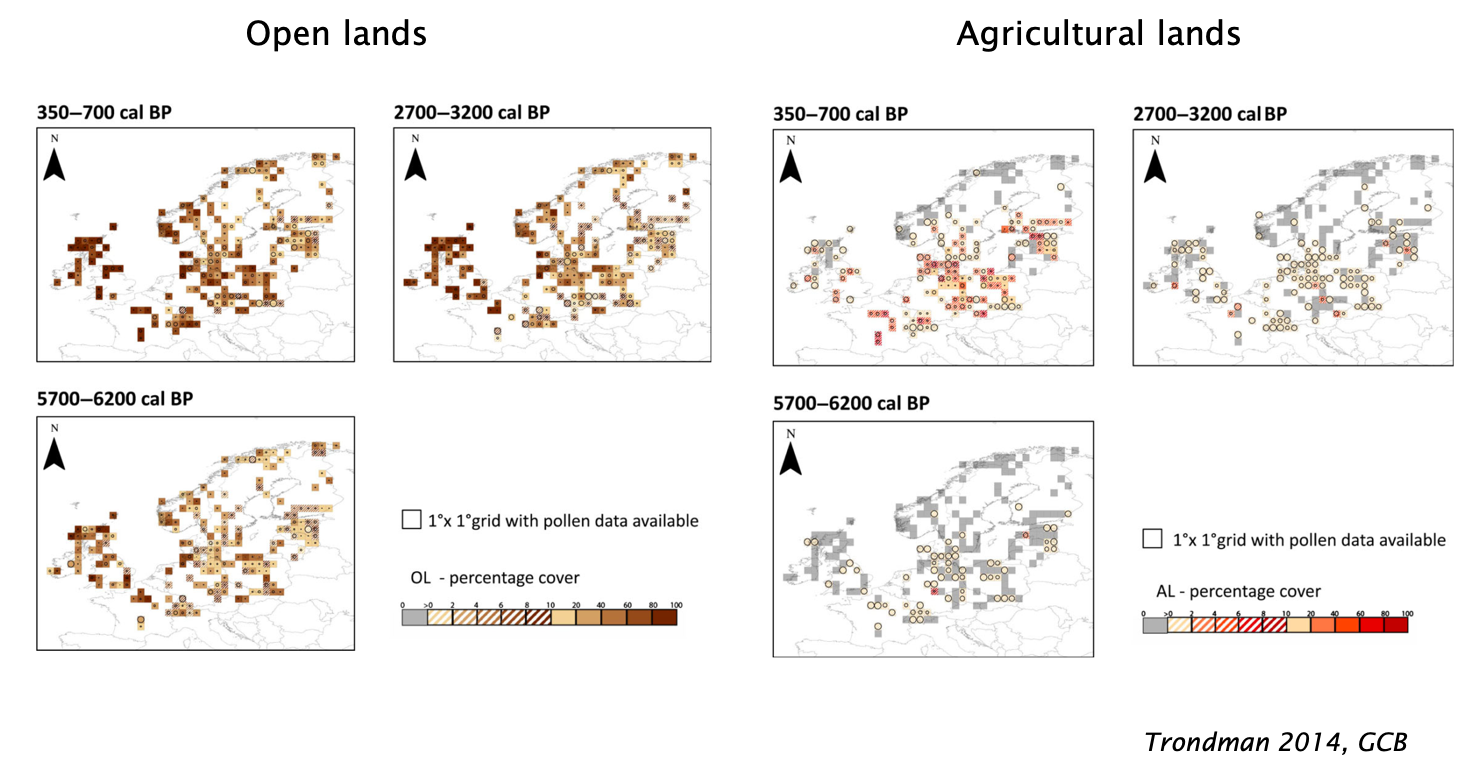 Open lands
Agricultural lands
350–700 cal BP
2700–3200 cal BP
350–700 cal BP
2700–3200 cal BP
N
N
N
N
5700–6200 cal BP
5700–6200 cal BP
N
N
1°x 1°grid with pollen data available
OL - percentage cover
0 >0 2 4 6 8 10 20 40 60 80 100
1°x 1°grid with pollen data available
AL - percentage cover
0 >0 2 4 6 8 10 20 40 60 80 100
Trondman 2014, GCB